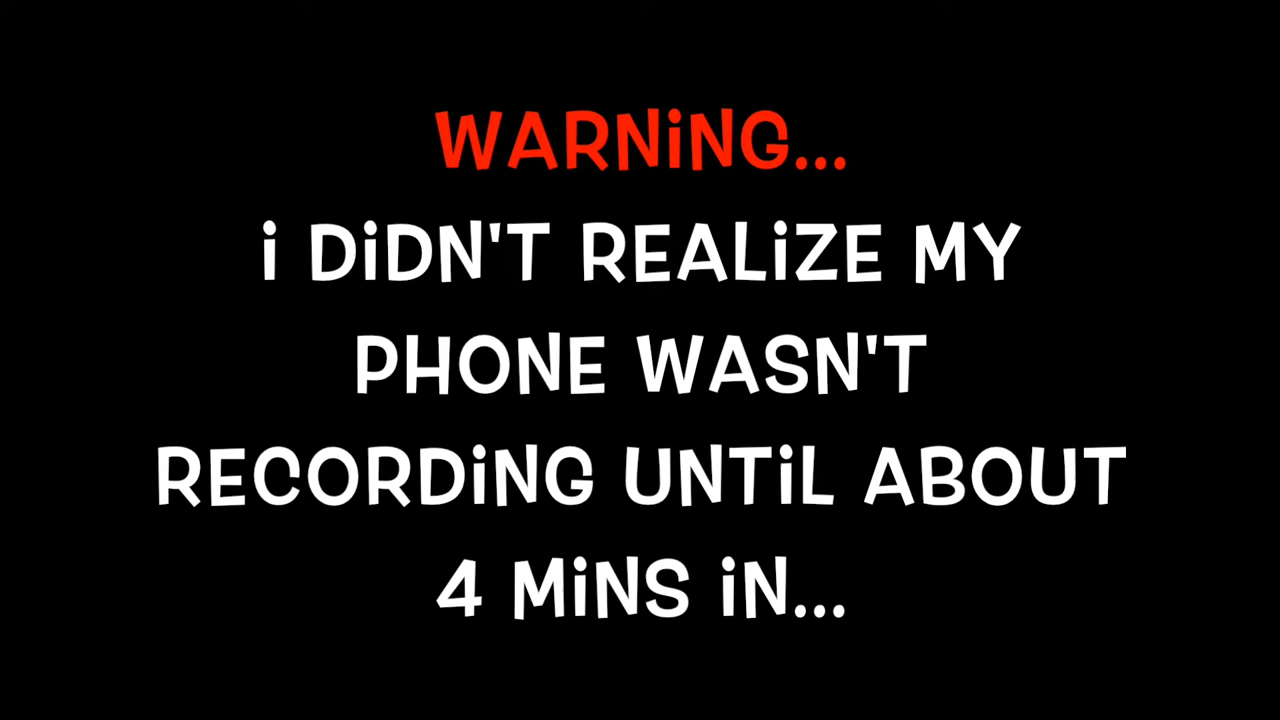 WARNiNG...
i DiDN'T REALiZE MY
PHONE WASN'T
RECORDiNG UNTiL ABOUT
4 MiNS iN...